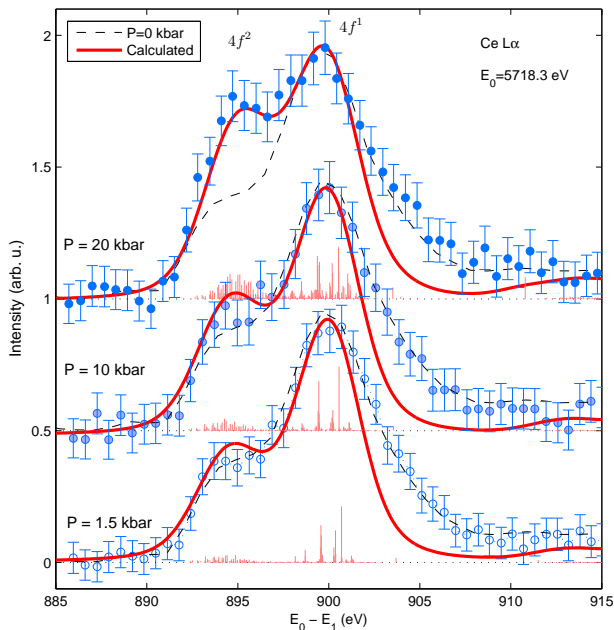 2
1.5
1
0.5
0
Intensity (arb. u.)
P=0 kbar
Calculated
4f²
4f¹
Ce Lα
E₀=5718.3 eV
P = 20 kbar
P = 10 kbar
P = 1.5 kbar
885 890 895 900 905 910 915
E₀ − E₁ (eV)